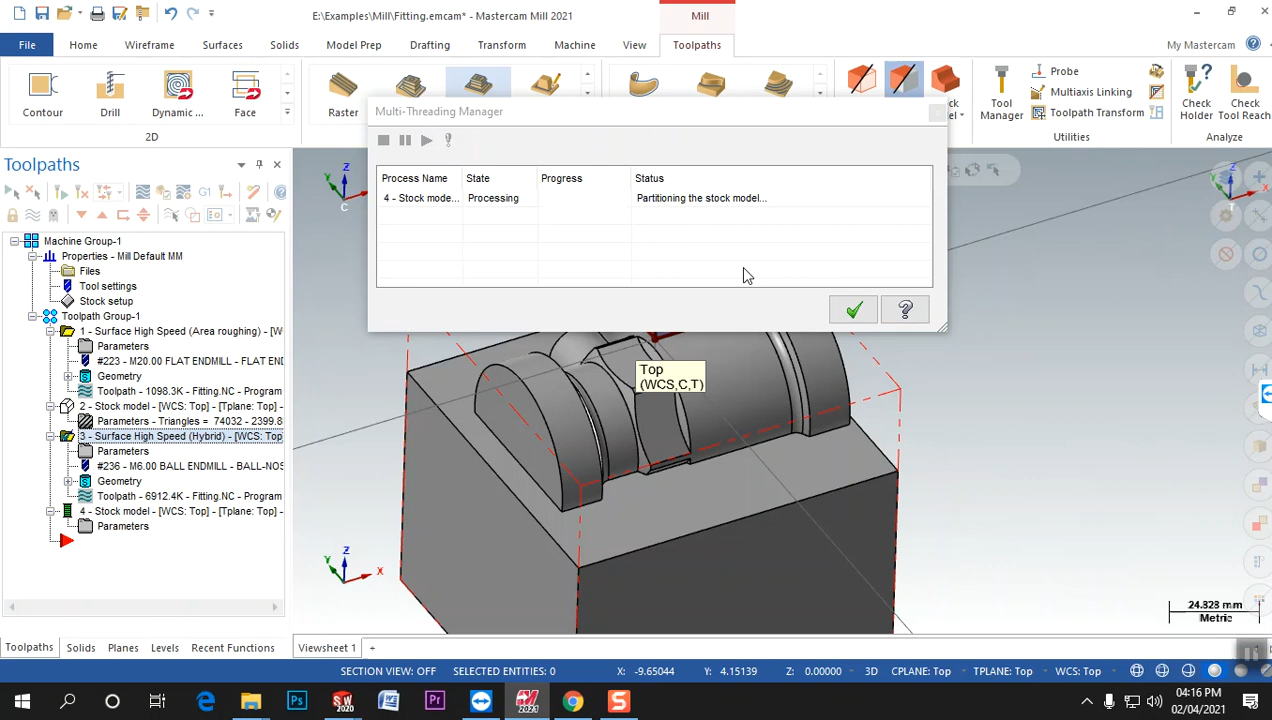 E:\Examples\Mill\Fitting.emcam* - Mastercam Mill 2021
Mill
File Home Wireframe Surfaces Solids Model Prep Drafting Transform Machine View Toolpaths My Mastercam
Contour Drill Dynamic ... Face Raster
Probe
Multiaxis Linking
Toolpath Transform
Tool Manager
Check Holder
Check Tool Reach
2D
Utilities
Analyze
Multi-Threading Manager
Process Name State Progress Status
4 - Stock mode... Processing Partitioning the stock model...
Toolpaths
Machine Group-1
Properties - Mill Default MM
Files
Tool settings
Stock setup
Toolpath Group-1
1 - Surface High Speed (Area roughing) - [W
Parameters
#223 - M20.00 FLAT ENDMILL - FLAT END
Geometry
Toolpath - 1098.3K - Fitting.NC - Program
2 - Stock model - [WCS: Top] - [Tplane: Top] -
Parameters - Triangles = 74032 - 2399.8
3 - Surface High Speed (Hybrid) - [WCS: Top
Parameters
#236 - M6.00 BALL ENDMILL - BALL-NOS
Geometry
Toolpath - 6912.4K - Fitting.NC - Program
4 - Stock model - [WCS: Top] - [Tplane: Top] -
Parameters
Z
Y
X
C
Z
T
Top
(WCS,C,T)
Z
Y
X
24.328 mm
Metric
Toolpaths Solids Planes Levels Recent Functions Viewsheet 1 +
SECTION VIEW: OFF SELECTED ENTITIES: 0 X: -9.65044 Y: 4.15139 Z: 0.00000 3D CPLANE: Top TPLANE: Top WCS: Top
Ps
SW
2020
W
Pr
2021
S
04:16 PM
02/04/2021